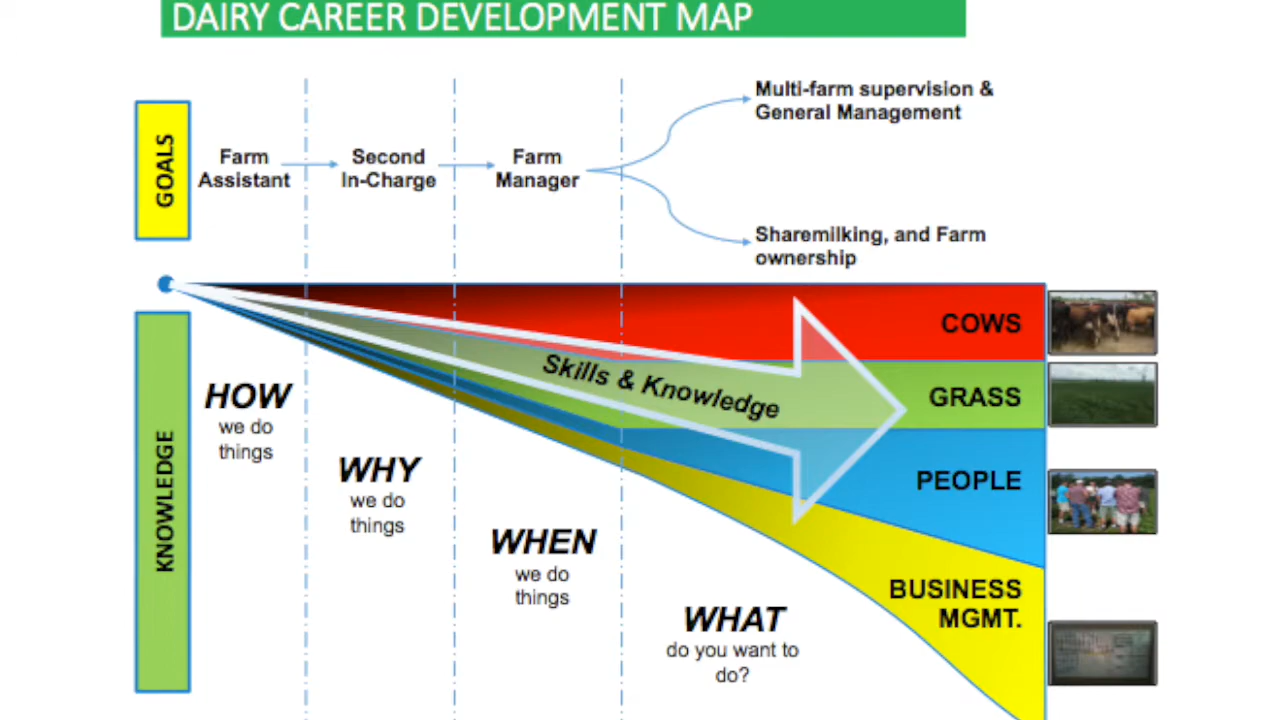 DAIRY CAREER DEVELOPMENT MAP
GOALS
Farm
Assistant
Second
In-Charge
Farm
Manager
Multi-farm supervision &
General Management
Sharemilking, and Farm
ownership
KNOWLEDGE
HOW
we do
things
WHY
we do
things
WHEN
we do
things
WHAT
do you want to
do?
Skills & Knowledge
COWS
GRASS
PEOPLE
BUSINESS
MGMT.